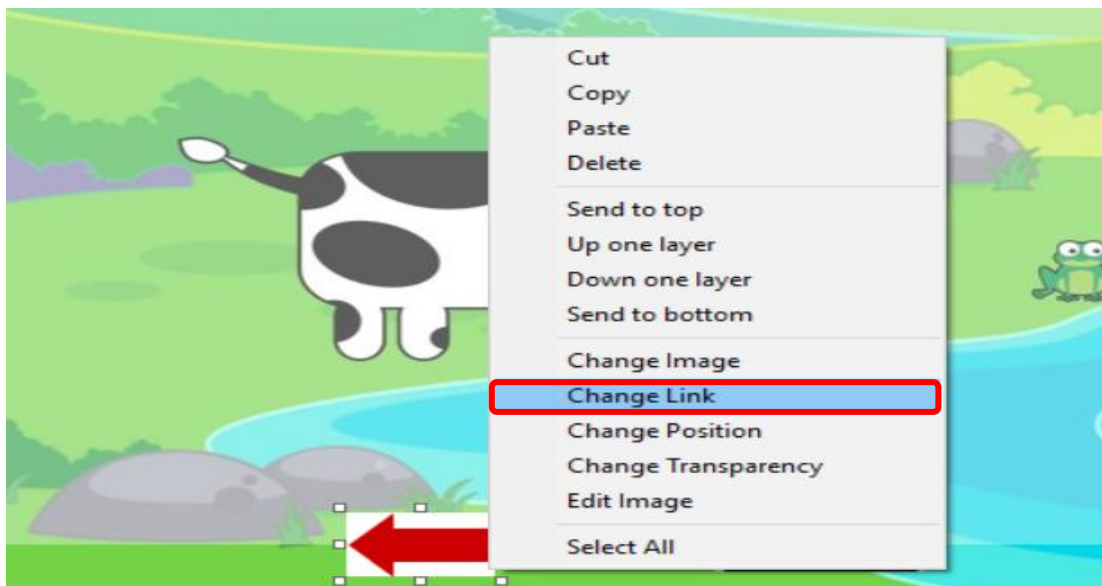 Cut
Copy
Paste
Delete
Send to top
Up one layer
Down one layer
Send to bottom
Change Image
Change Link
Change Position
Change Transparency
Edit Image
Select All